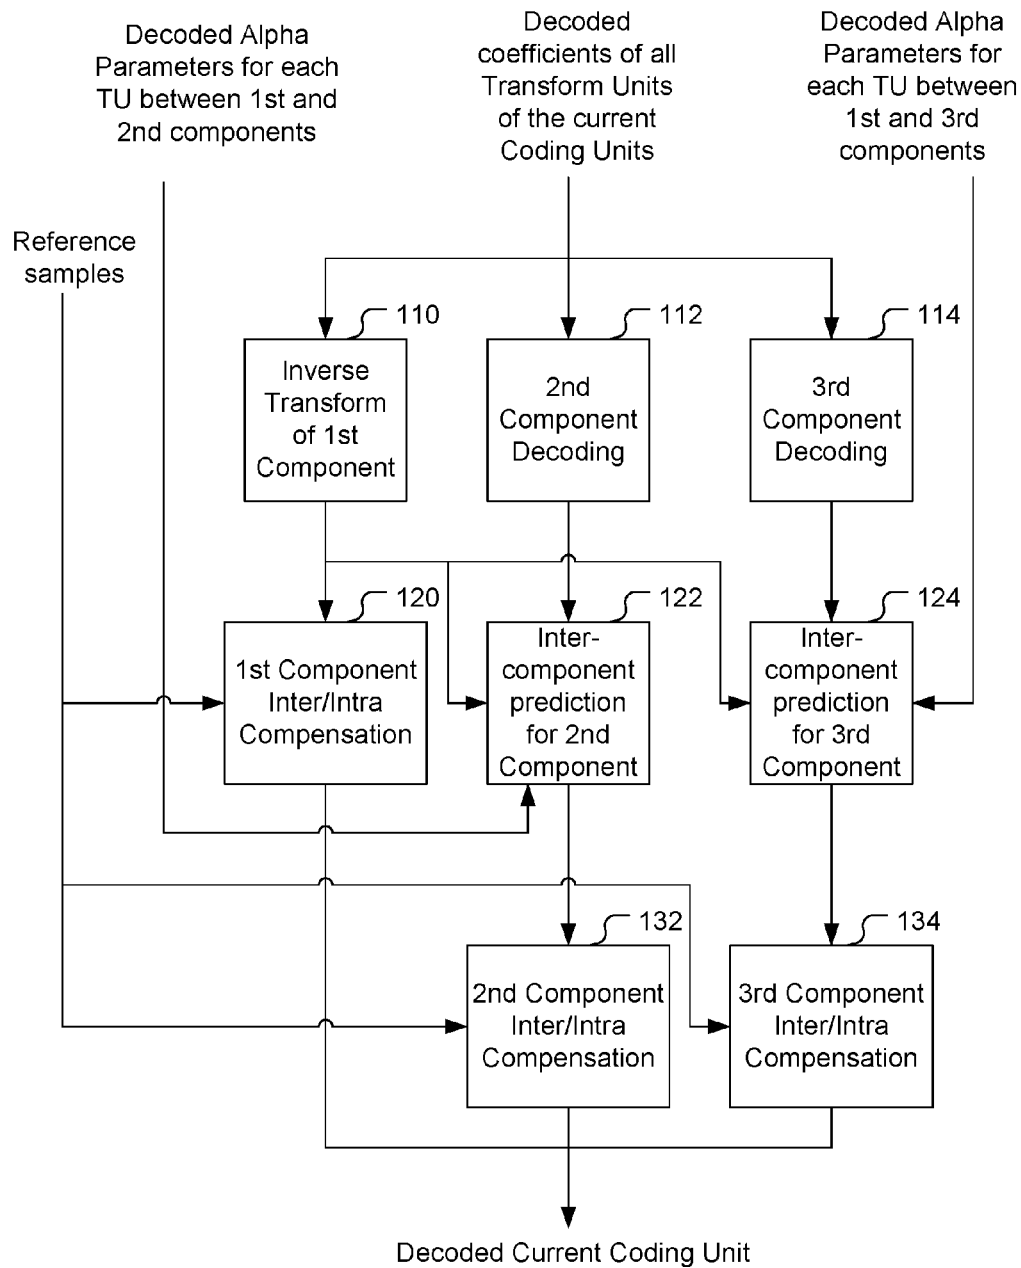 Decoded Alpha
Parameters for each
TU between 1st and
2nd components
Decoded
coefficients of all
Transform Units
of the current
Coding Units
Decoded Alpha
Parameters for
each TU between
1st and 3rd
components
Reference
samples
110
112
114
Inverse
Transform
of 1st
Component
2nd
Component
Decoding
3rd
Component
Decoding
120
122
124
1st Component
Inter/Intra
Compensation
Inter-
component
prediction
for 2nd
Component
Inter-
component
prediction
for 3rd
Component
132
134
2nd Component
Inter/Intra
Compensation
3rd Component
Inter/Intra
Compensation
Decoded Current Coding Unit